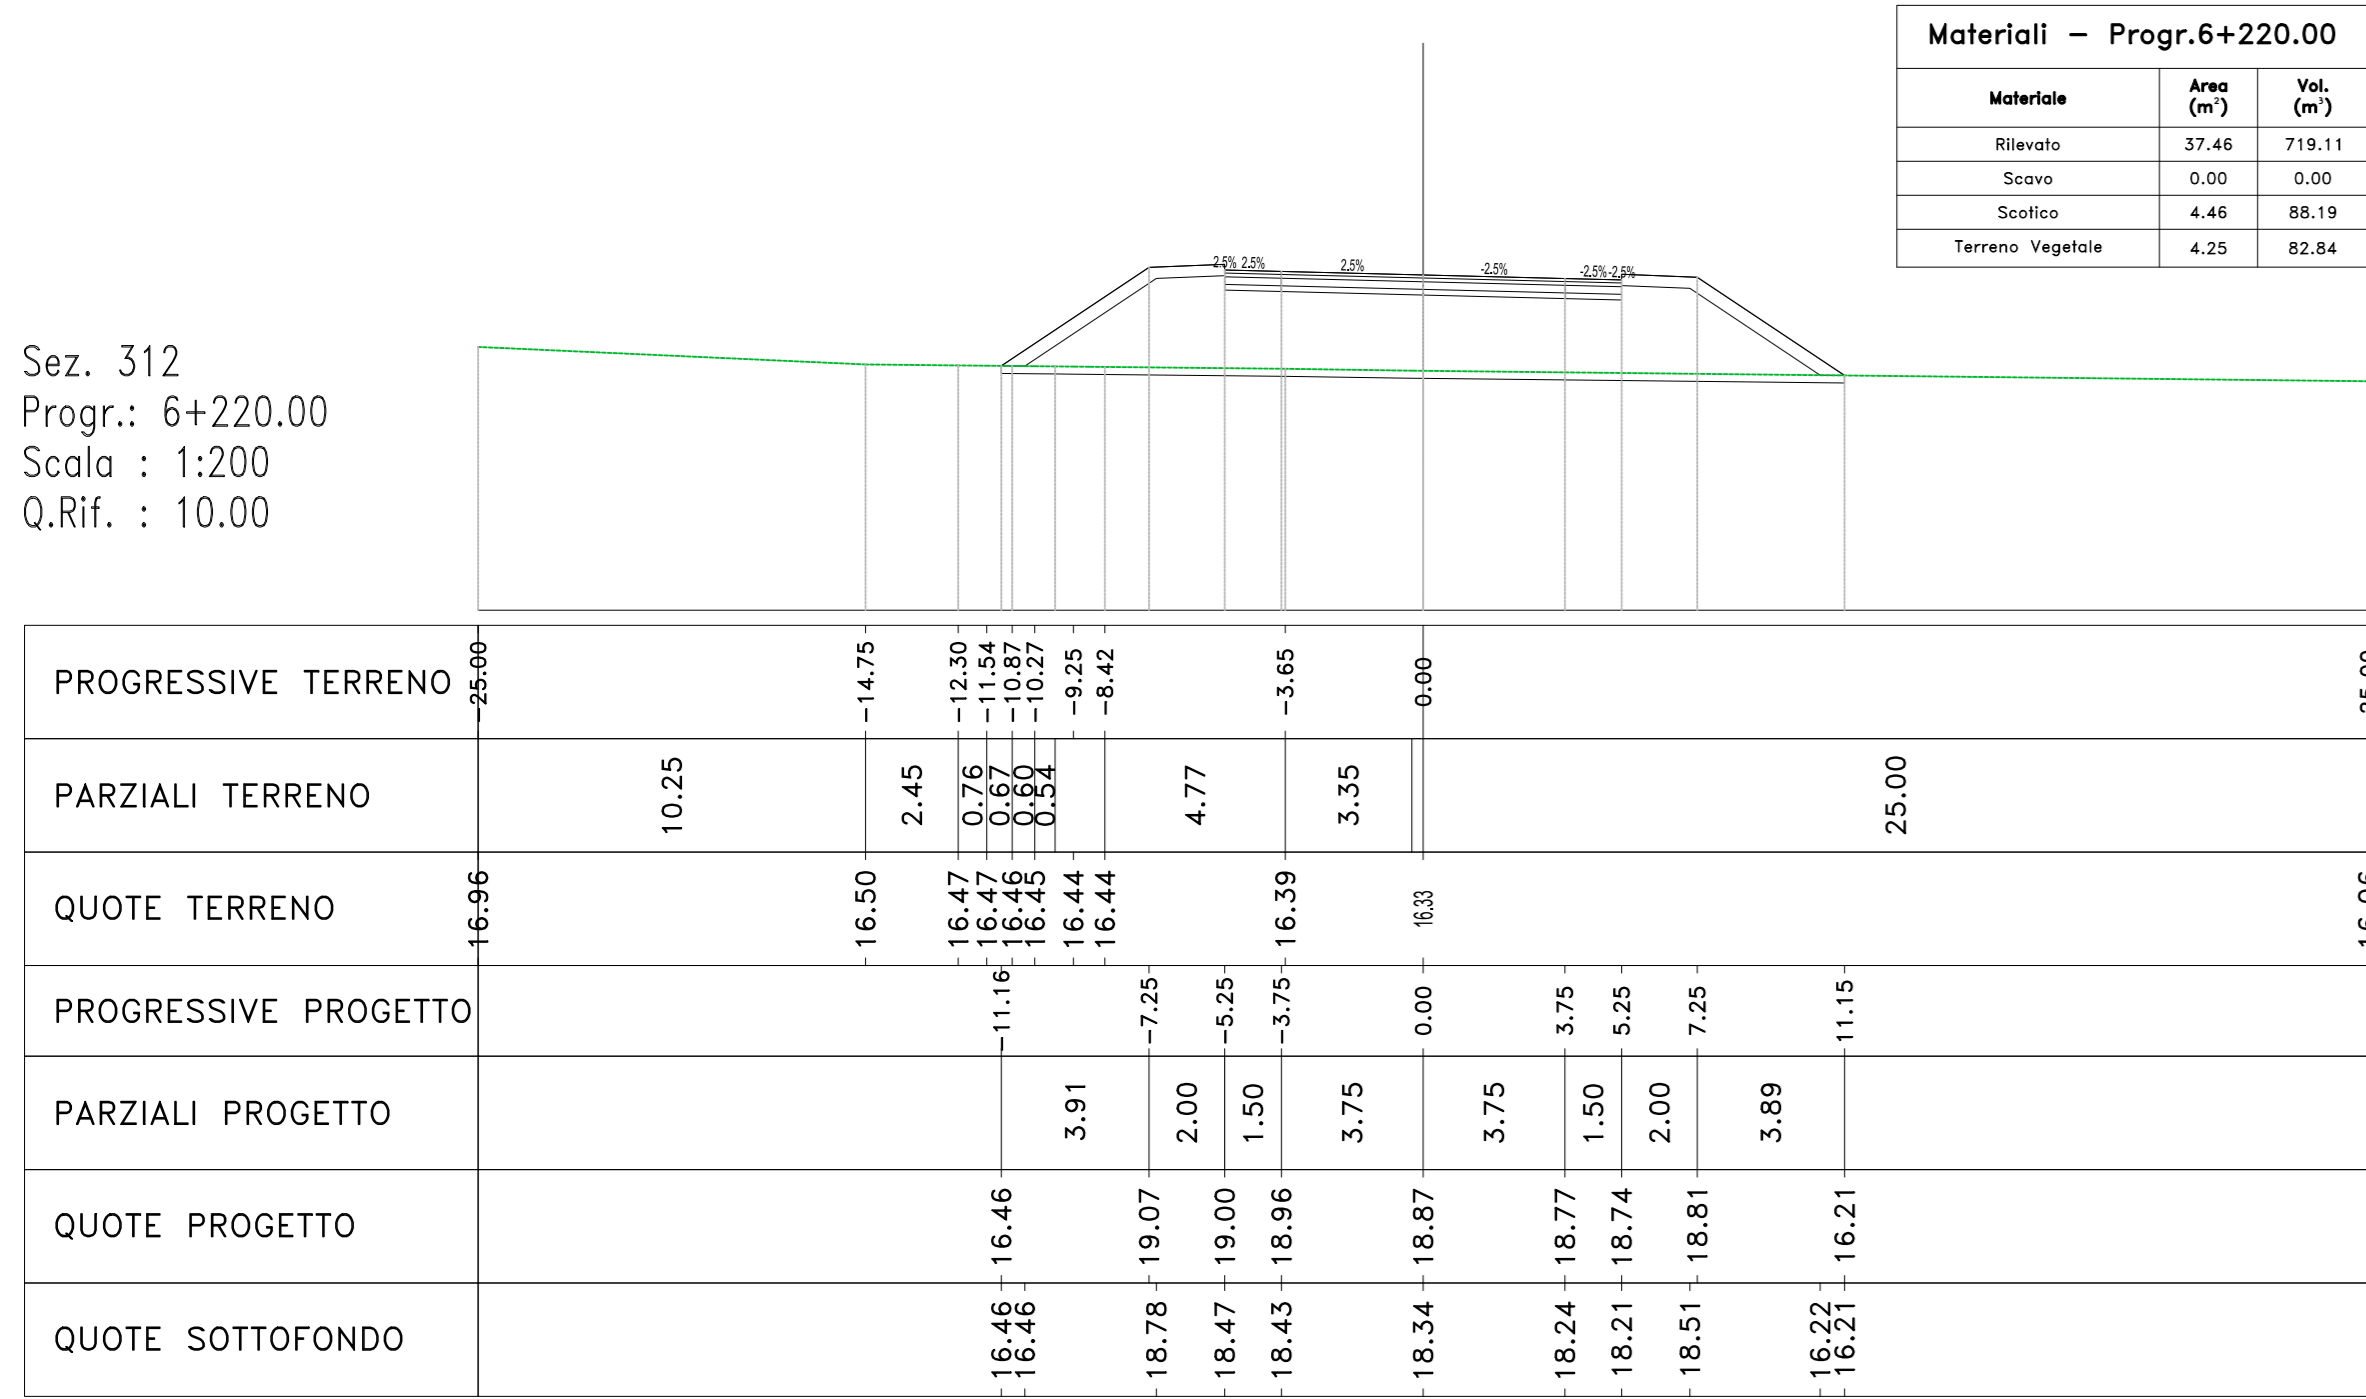 Materiali – Progr.6+220.00
Materiale Area (m²) Vol. (m³)
Rilevato 37.46 719.11
Scavo 0.00 0.00
Scotico 4.46 88.19
Terreno Vegetale 4.25 82.84
2.5% 2.5% 2.5% -2.5% -2.5% -2.5%
Sez. 312
Progr.: 6+220.00
Scala : 1:200
Q.Rif. : 10.00
PROGRESSIVE TERRENO -25.00 -14.75 -12.30 -11.54 -10.87 -10.27 -9.25 -8.42 -3.65 0.00
PARZIALI TERRENO 10.25 2.45 0.76 0.67 0.60 0.54 4.77 3.35 25.00
QUOTE TERRENO 16.96 16.50 16.47 16.47 16.46 16.45 16.44 16.44 16.39 16.33
PROGRESSIVE PROGETTO -11.16 -7.25 -5.25 -3.75 0.00 3.75 5.25 7.25 11.15
PARZIALI PROGETTO 3.91 2.00 1.50 3.75 3.75 1.50 2.00 3.89
QUOTE PROGETTO 16.46 19.07 19.00 18.96 18.87 18.77 18.74 18.81 16.21
QUOTE SOTTOFONDO 16.46 16.46 18.78 18.47 18.43 18.34 18.24 18.21 18.51 16.22 16.21